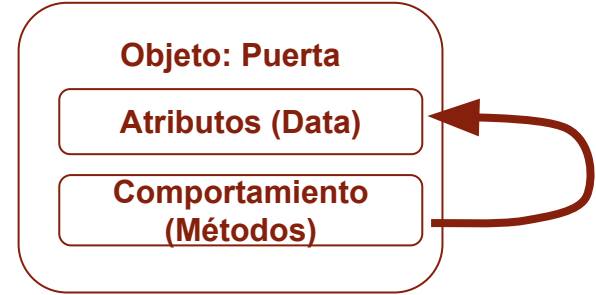 Objeto: Puerta
Atributos (Data)
Comportamiento
(Métodos)